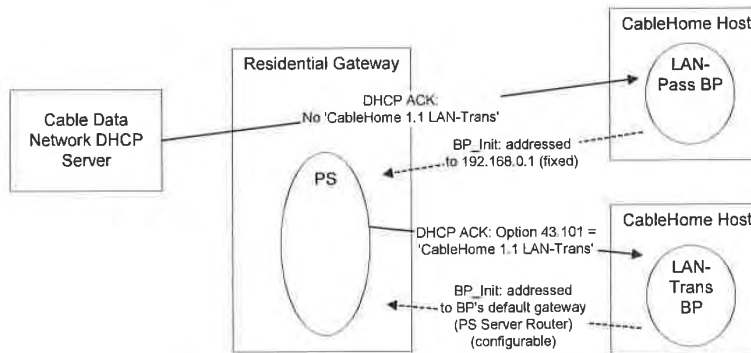 CableHome Host
LAN-
Pass BP
Residential Gateway
Cable Data
Network DHCP
Server
DHCP ACK:
No 'CableHome 1.1 LAN-Trans'
BP_Init: addressed
to 192.168.0.1 (fixed)
PS
CableHome Host
DHCP ACK: Option 43.101 =
'CableHome 1.1 LAN-Trans'
LAN-
Trans
BP
BP_Init: addressed
to BP's default gateway
(PS Server Router)
(configurable)